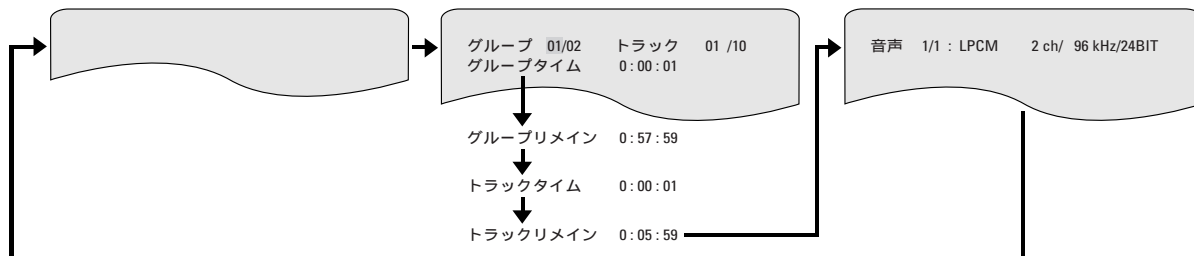 グループ 01/02 トラック 01 /10
グループタイム 0:00:01
グループリメイン 0:57:59
トラックタイム 0:00:01
トラックリメイン 0:05:59
音声 1/1 : LPCM 2 ch/ 96 kHz/24BIT